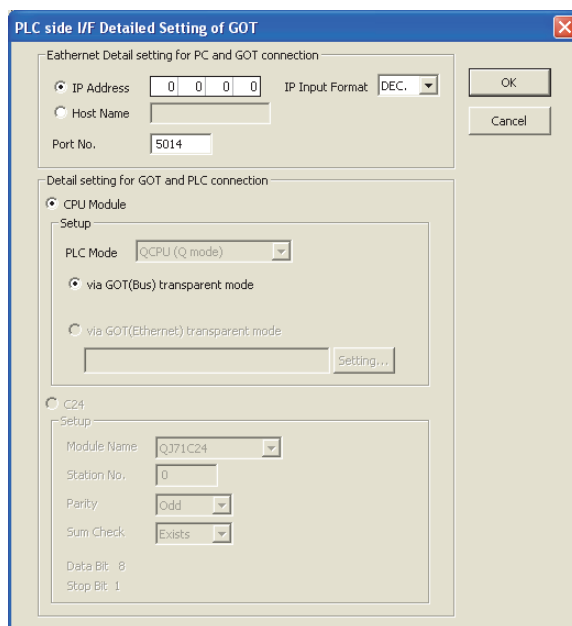 PLC side I/F Detailed Setting of GOT
Eathernet Detail setting for PC and GOT connection
IP Address 0 0 0 0 IP Input Format DEC.
Host Name
Port No. 5014
OK
Cancel
Detail setting for GOT and PLC connection
CPU Module
Setup
PLC Mode QCPU (Q mode)
via GOT(Bus) transparent mode
via GOT(Ethernet) transparent mode
Setting...
C24
Setup
Module Name QJ71C24
Station No. 0
Parity Odd
Sum Check Exists
Data Bit 8
Stop Bit 1